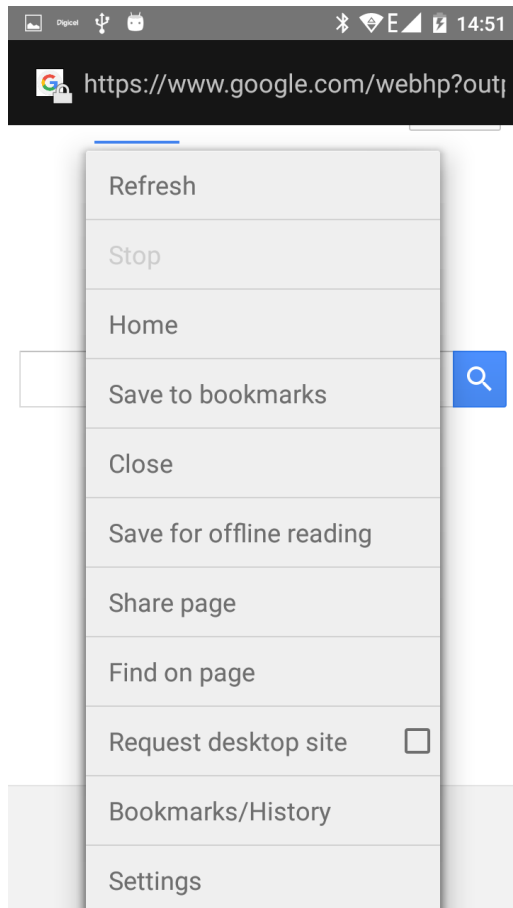 Digicel
E
14:51
https://www.google.com/webhp?outp
Refresh
Stop
Home
Save to bookmarks
Close
Save for offline reading
Share page
Find on page
Request desktop site
Bookmarks/History
Settings